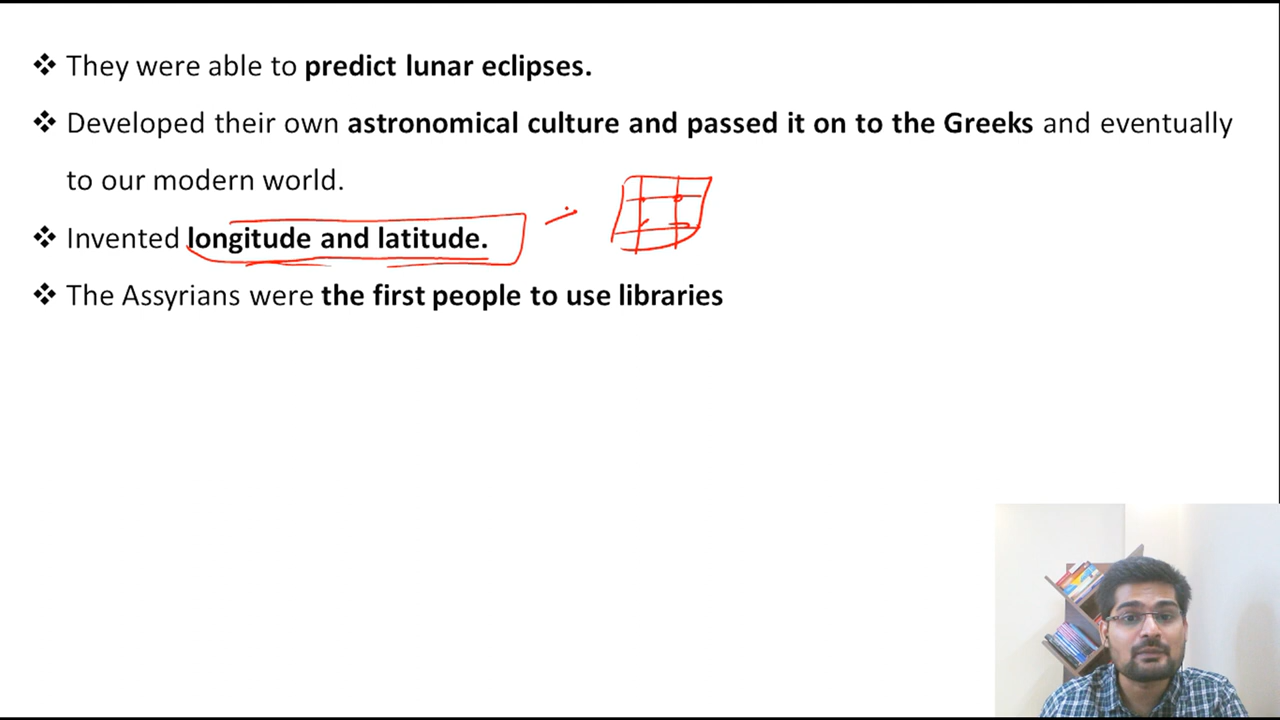 ❖ They were able to predict lunar eclipses.
❖ Developed their own astronomical culture and passed it on to the Greeks and eventually
to our modern world.
❖ Invented longitude and latitude.
❖ The Assyrians were the first people to use libraries